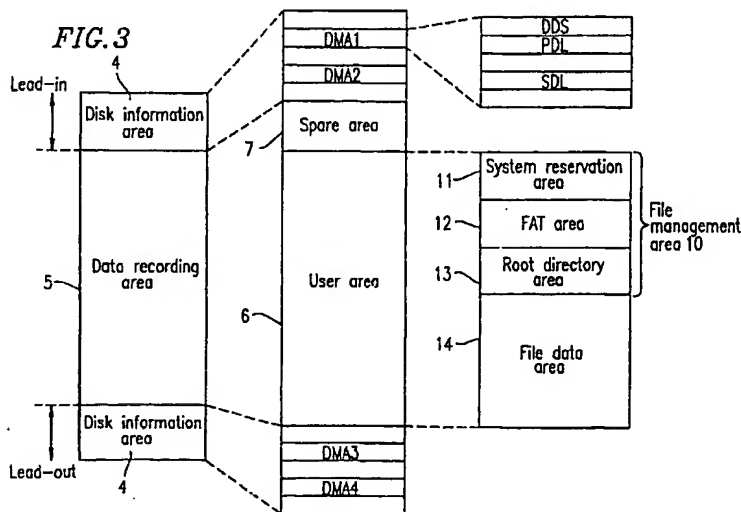 FIG.3
Lead-in
4
Disk information
area
5
Data recording
area
Disk information
area
4
Lead-out
DMA1
DMA2
Spare area
7
User area
6
DMA3
DMA4
DDS
PDL
SDL
11
System reservation
area
12
FAT area
13
Root directory
area
File
management
area 10
14
File data
area